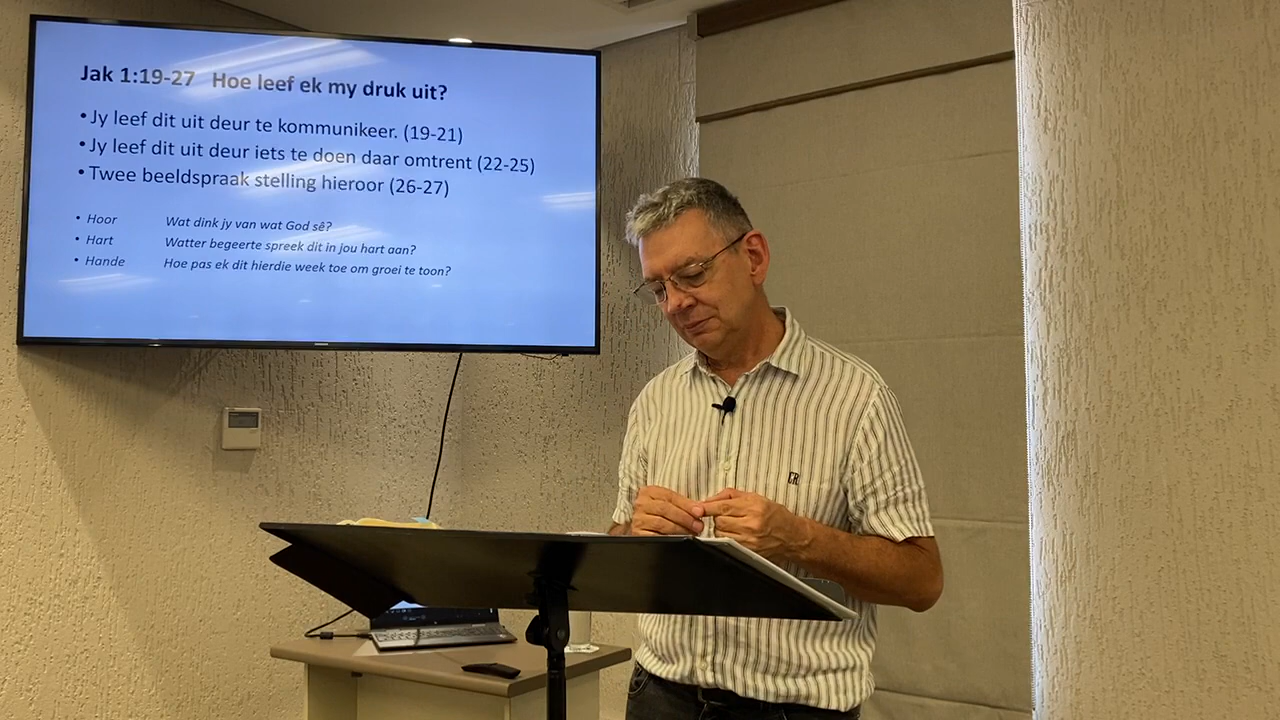 Jak 1:19-27 Hoe leef ek my druk uit?
• Jy leef dit uit deur te kommunikeer. (19-21)
• Jy leef dit uit deur iets te doen daar omtrent (22-25)
• Twee beeldspraak stelling hieroor (26-27)
• Hoor Wat dink jy van wat God sê?
• Hart Watter begeerte spreek dit in jou hart aan?
• Hande Hoe pas ek dit hierdie week toe om groei te toon?